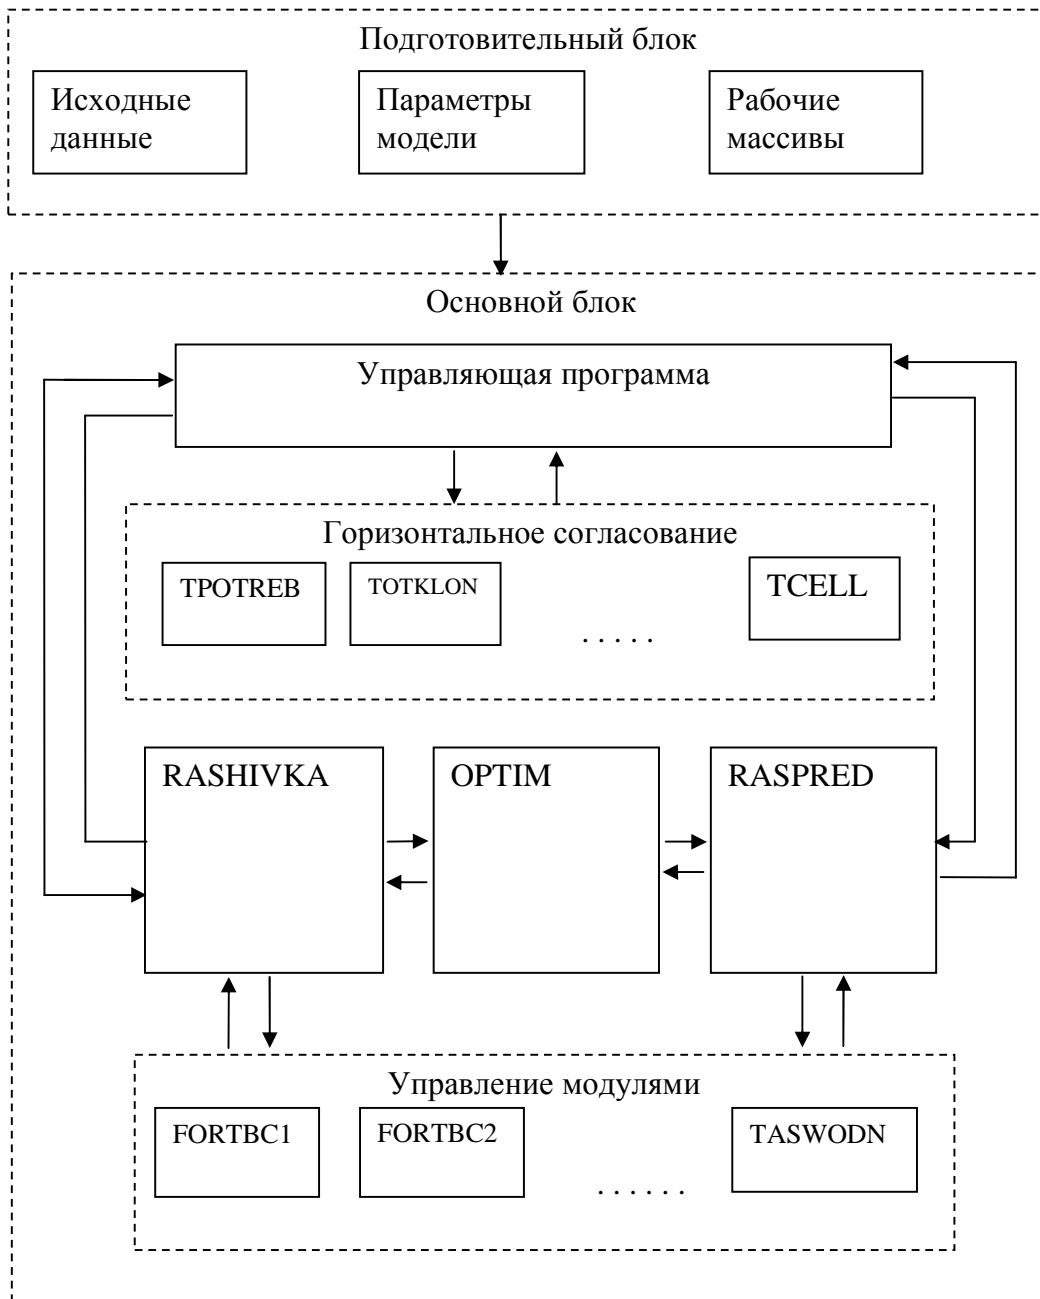 Подготовительный блок
Исходные
данные
Параметры
модели
Рабочие
массивы
Основной блок
Управляющая программа
Горизонтальное согласование
TPOTREB
TOTKLON
. . . . .
TCELL
RASHIVKA
OPTIM
RASPRED
Управление модулями
FORTBC1
FORTBC2
. . . . . .
TASWODN